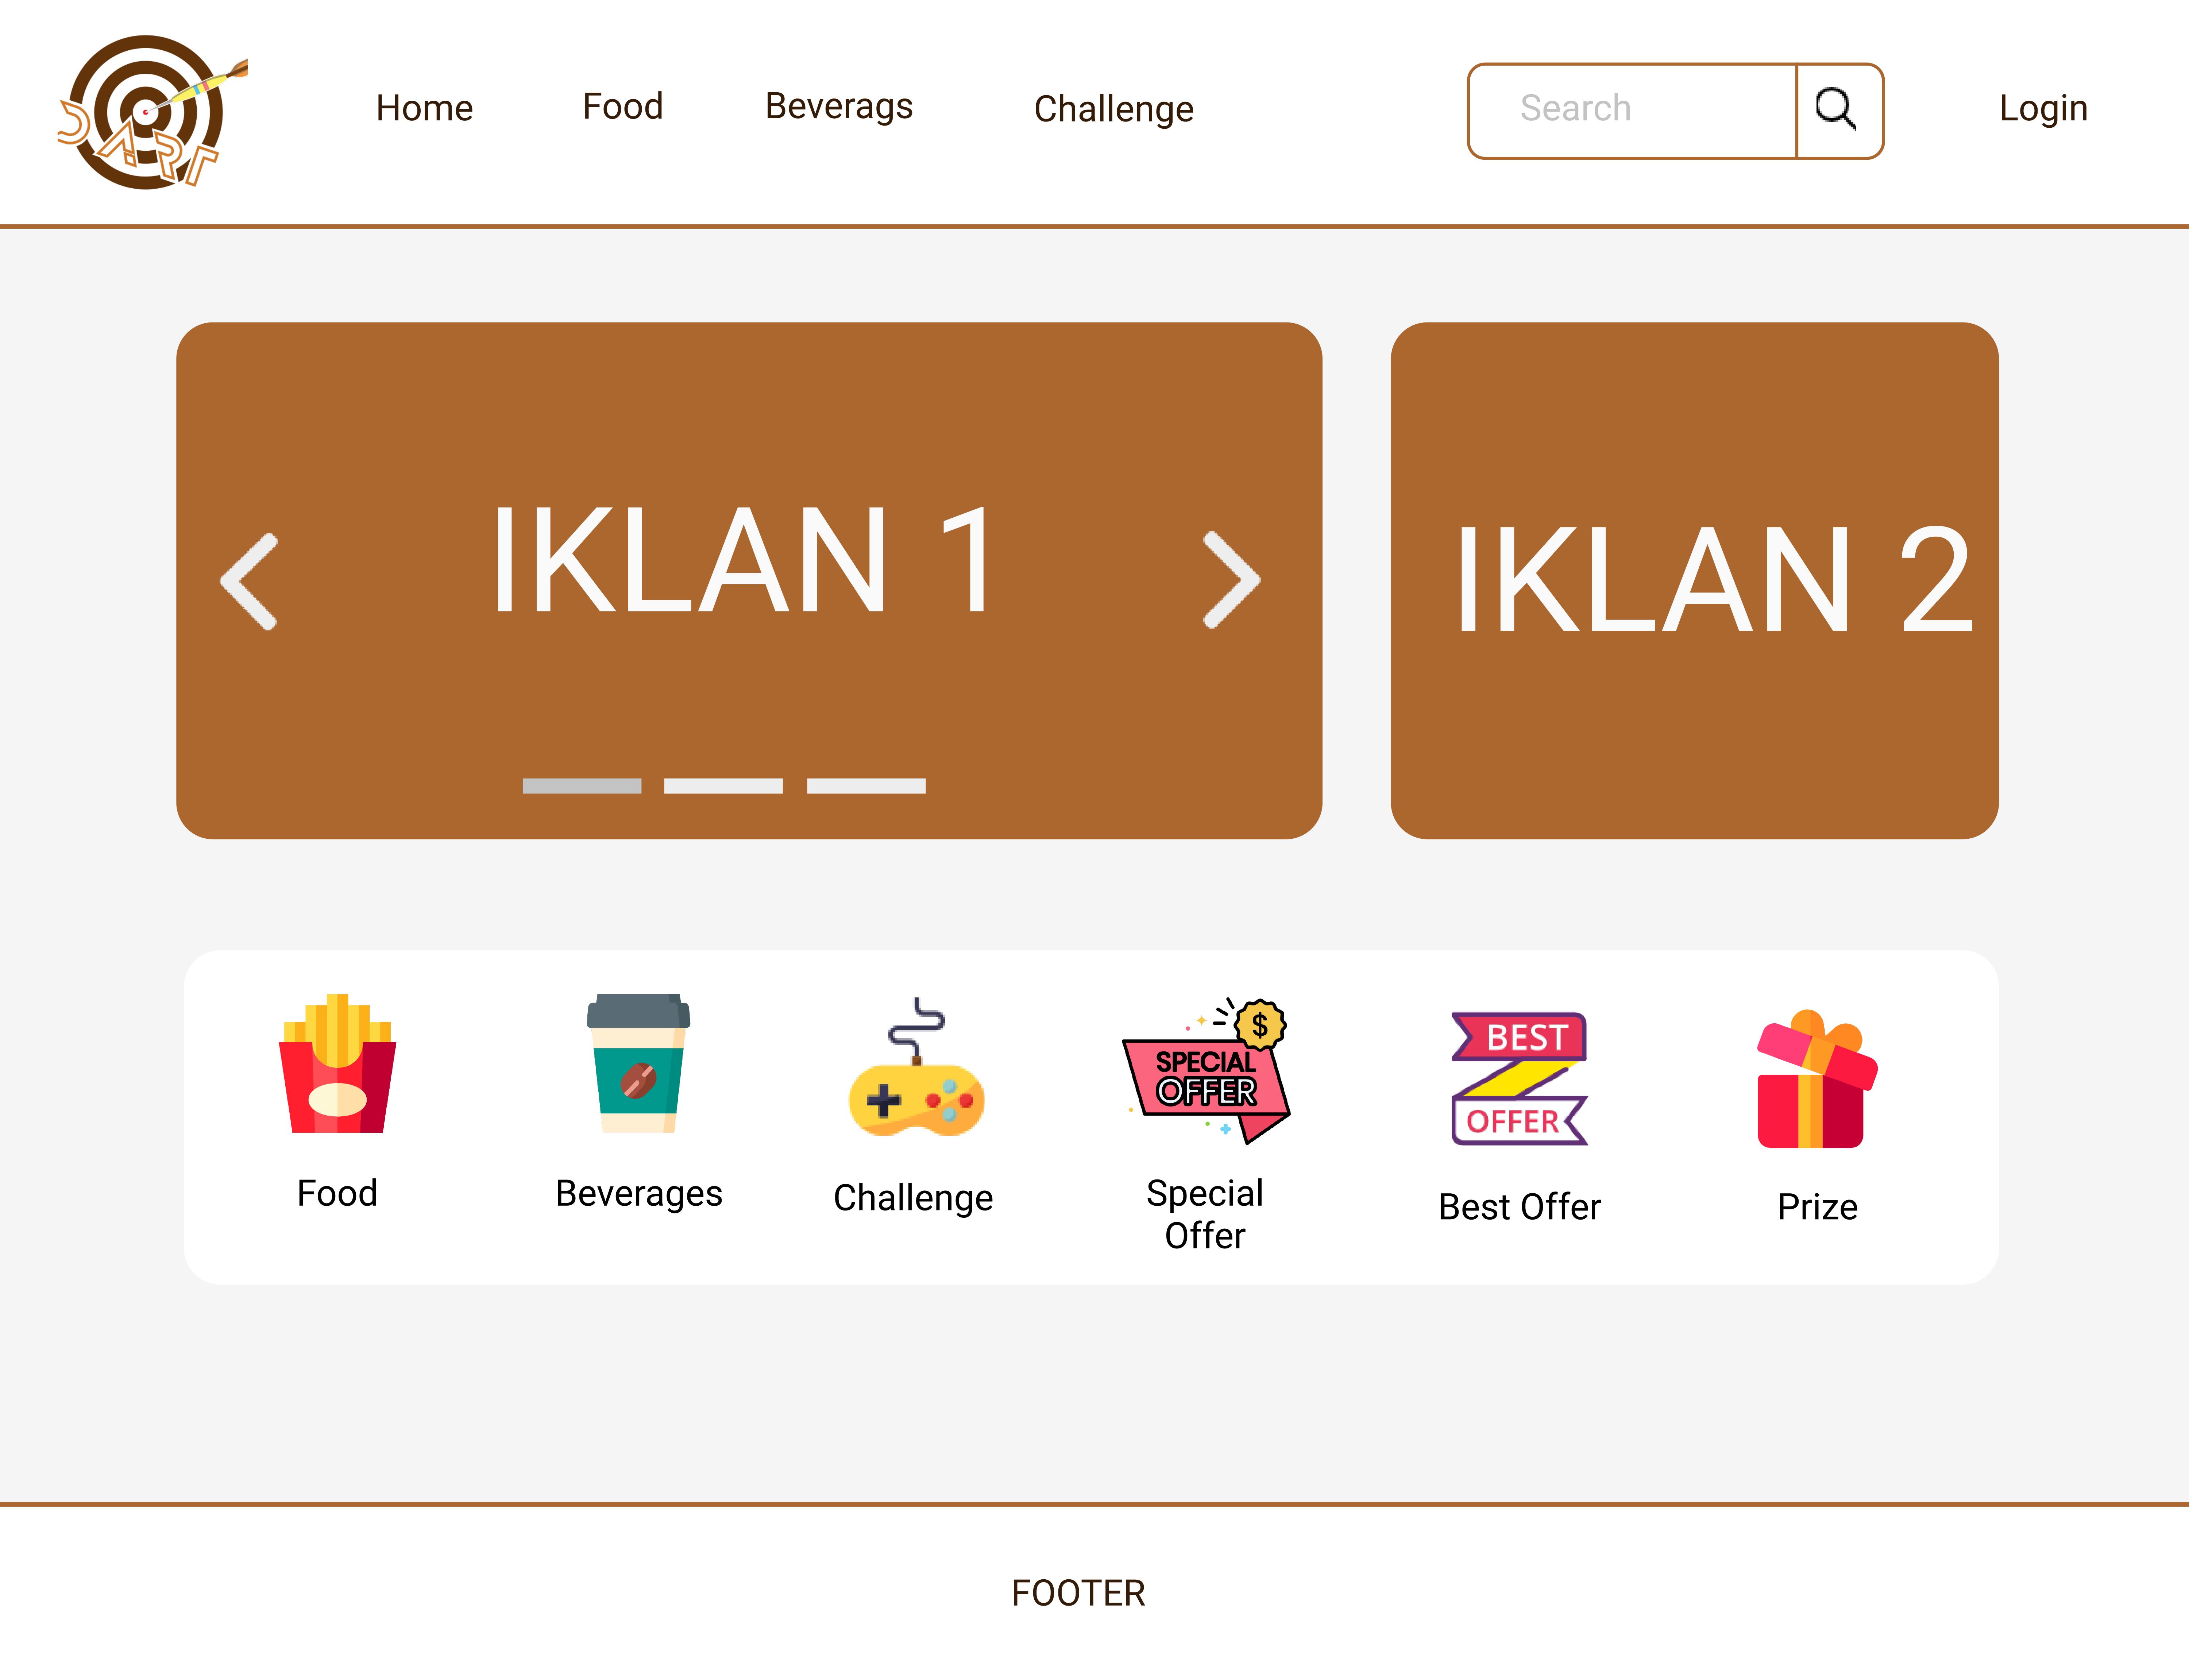 DART
Home
Food
Beverags
Challenge
Search
Login
IKLAN 1
IKLAN 2
SPECIAL
OFFER
$
BEST
OFFER
Food
Beverages
Challenge
Special
Offer
Best Offer
Prize
FOOTER